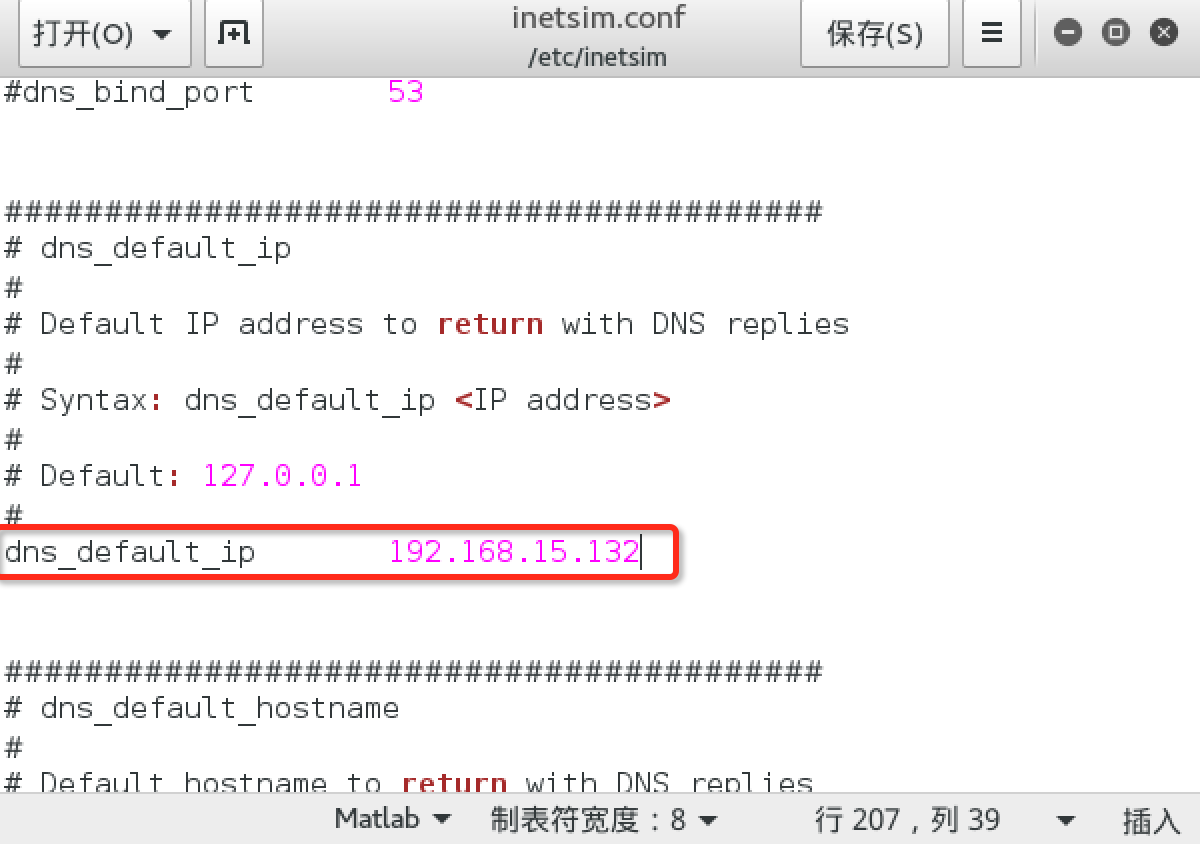 打开(O)
inetsim.conf
/etc/inetsim
保存(S)
#dns_bind_port 53
#########################################
# dns_default_ip
#
# Default IP address to return with DNS replies
#
# Syntax: dns_default_ip <IP address>
#
# Default: 127.0.0.1
#
dns_default_ip 192.168.15.132
#########################################
# dns_default_hostname
#
# Default hostname to return with DNS replies
Matlab 制表符宽度：8 行 207，列 39 插入